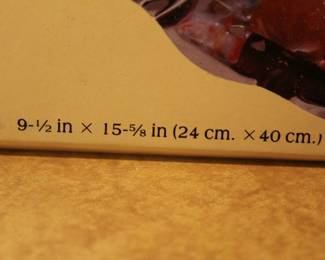 9-½ in × 15-⅝ in (24 cm. × 40 cm.)